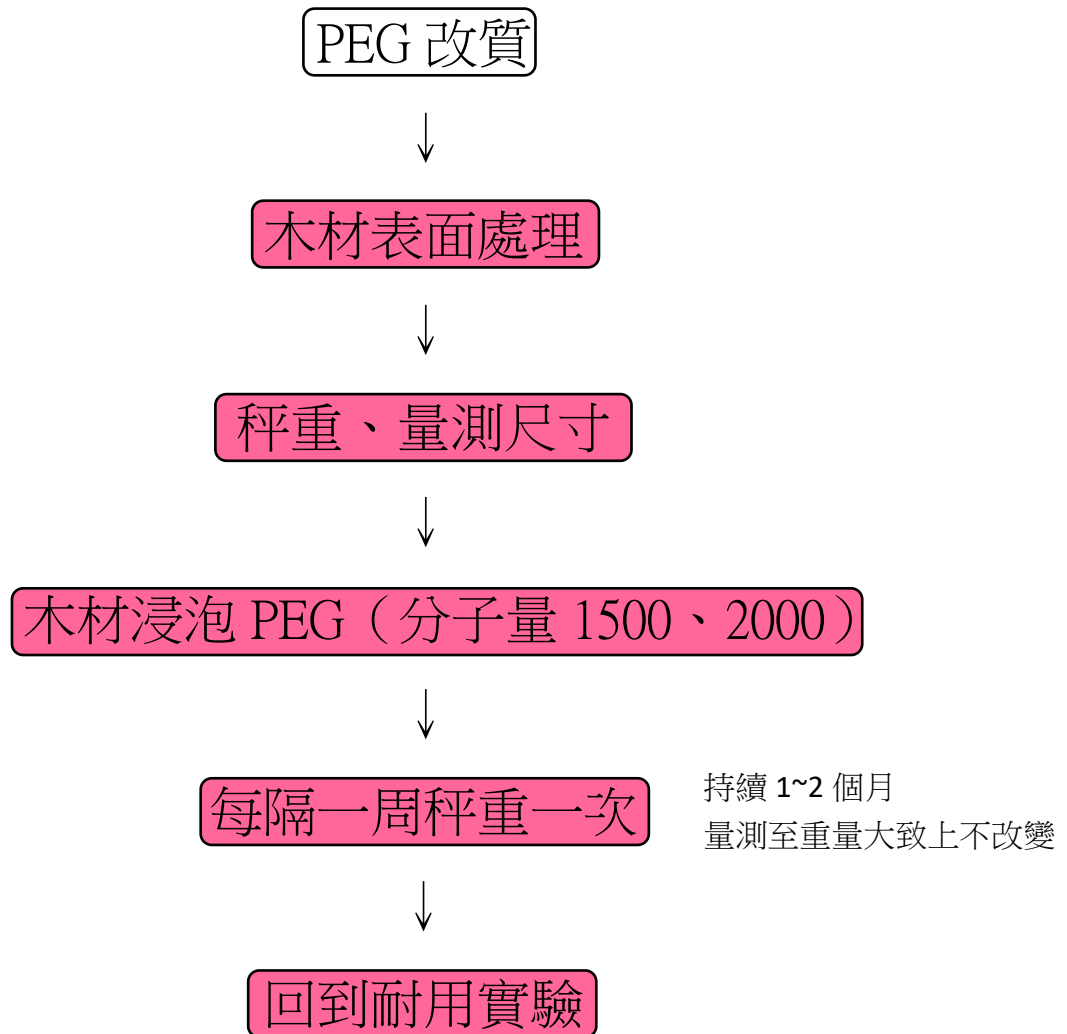 PEG 改質
木材表面處理
秤重、量測尺寸
木材浸泡 PEG（分子量 1500、2000）
每隔一周秤重一次
持續 1~2 個月
量測至重量大致上不改變
回到耐用實驗